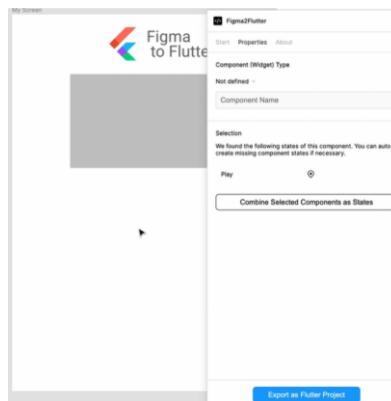 My Screen
Figma
to Flutte
Figma2Flutter
Start Properties About
Component (Widget) Type
Not defined
Component Name
Selection
We found the following states of this component. You can auto
create missing component states if necessary.
Play
Combine Selected Components as States
Export as Flutter Project